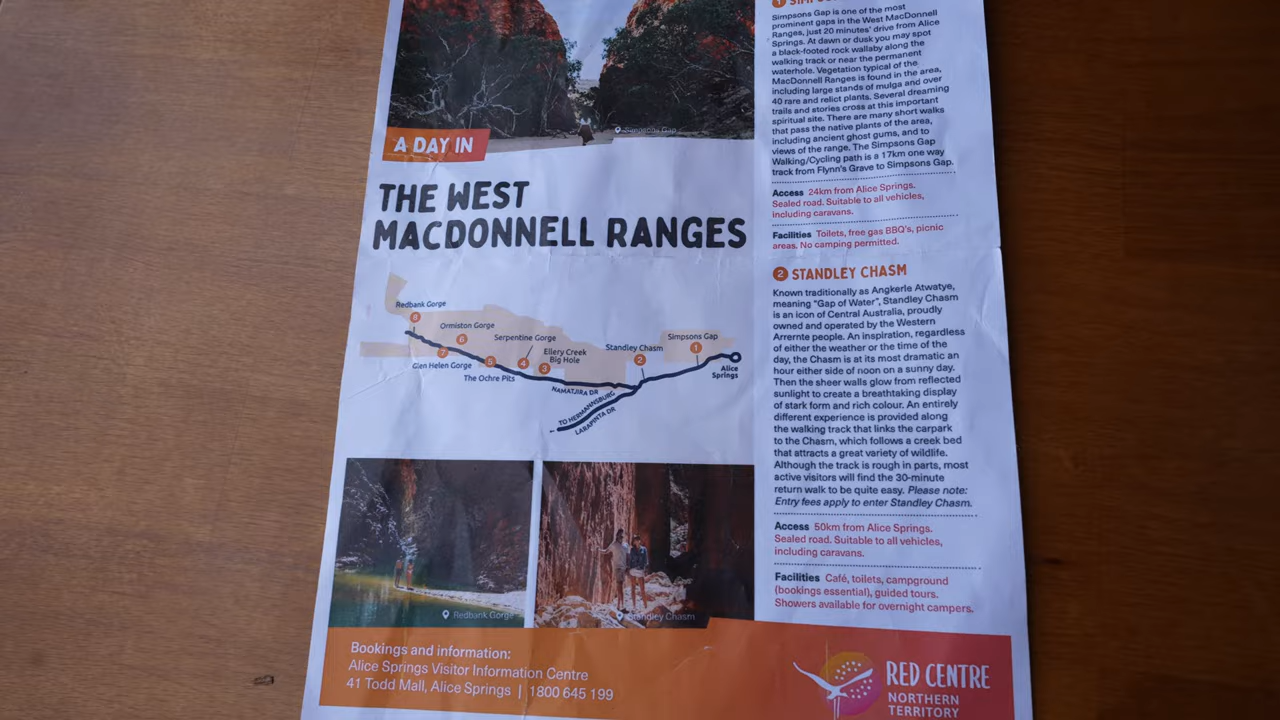 Simpsons Gap
A DAY IN
THE WEST
MACDONNELL RANGES
Redbank Gorge
8
Ormiston Gorge
6
Serpentine Gorge
Ellery Creek
Big Hole
Standley Chasm
Simpsons Gap
1
2
7
5
4
3
Glen Helen Gorge
The Ochre Pits
Alice
Springs
NAMATJIRA DR
TO HERMANNSBURG
LARAPINTA DR
Redbank Gorge
Standley Chasm
Bookings and information:
Alice Springs Visitor Information Centre
41 Todd Mall, Alice Springs | 1800 645 199
1
Simpsons Gap is one of the most
prominent gaps in the West MacDonnell
Ranges, just 20 minutes' drive from Alice
Springs. At dawn or dusk you may spot
a black-footed rock wallaby along the
walking track or near the permanent
waterhole. Vegetation typical of the
MacDonnell Ranges is found in the area,
including large stands of mulga and over
40 rare and relict plants. Several dreaming
trails and stories cross at this important
spiritual site. There are many short walks
that pass the native plants of the area,
including ancient ghost gums, and to
views of the range. The Simpsons Gap
Walking/Cycling path is a 17km one way
track from Flynn's Grave to Simpsons Gap.
Access 24km from Alice Springs.
Sealed road. Suitable to all vehicles,
including caravans.
Facilities Toilets, free gas BBQ's, picnic
areas. No camping permitted.
2 STANDLEY CHASM
Known traditionally as Angkerle Atwatye,
meaning "Gap of Water", Standley Chasm
is an icon of Central Australia, proudly
owned and operated by the Western
Arrernte people. An inspiration, regardless
of either the weather or the time of the
day, the Chasm is at its most dramatic an
hour either side of noon on a sunny day.
Then the sheer walls glow from reflected
sunlight to create a breathtaking display
of stark form and rich colour. An entirely
different experience is provided along
the walking track that links the carpark
to the Chasm, which follows a creek bed
that attracts a great variety of wildlife.
Although the track is rough in parts, most
active visitors will find the 30-minute
return walk to be quite easy. Please note:
Entry fees apply to enter Standley Chasm.
Access 50km from Alice Springs.
Sealed road. Suitable to all vehicles,
including caravans.
Facilities Café, toilets, campground
(bookings essential), guided tours.
Showers available for overnight campers.
RED CENTRE
NORTHERN
TERRITORY